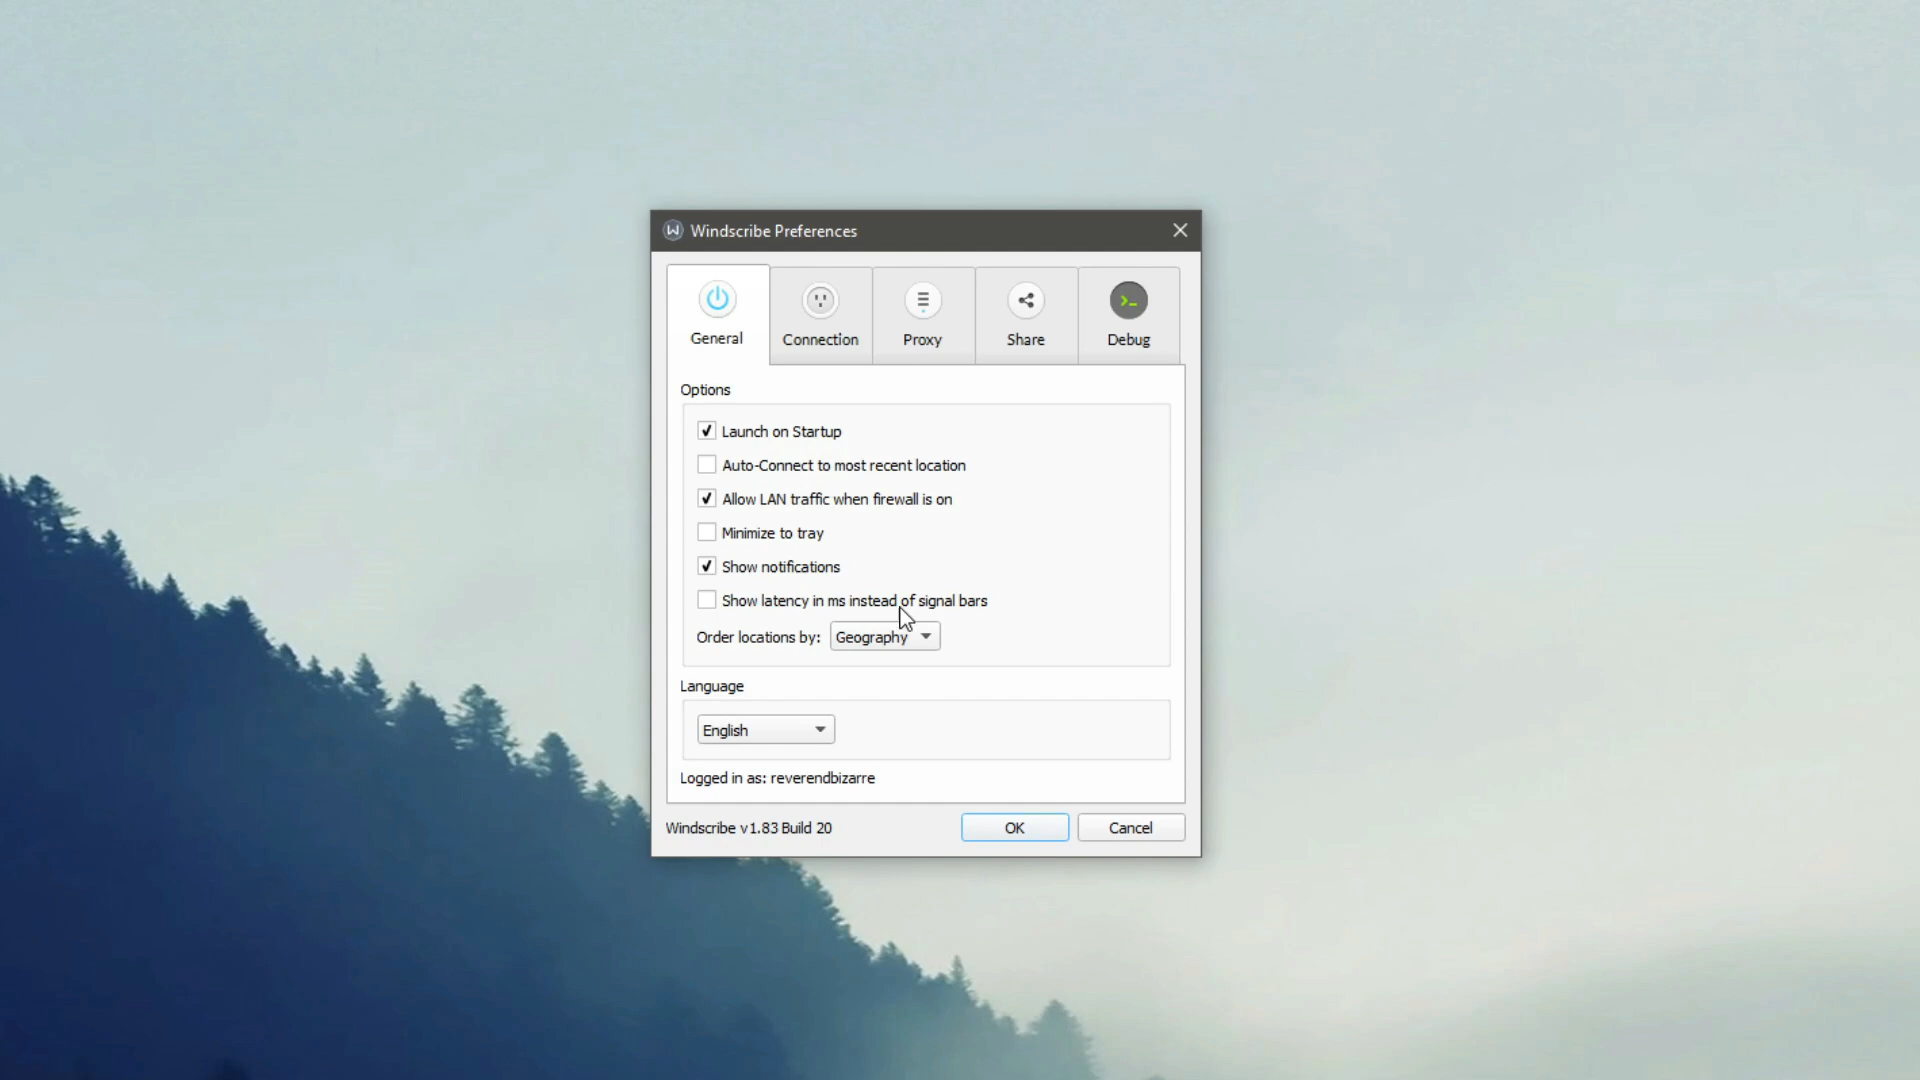 Windscribe Preferences
General
Connection
Proxy
Share
Debug
Options
Launch on Startup
Auto-Connect to most recent location
Allow LAN traffic when firewall is on
Minimize to tray
Show notifications
Show latency in ms instead of signal bars
Order locations by: Geography
Language
English
Logged in as: reverendbizarre
Windscribe v1.83 Build 20
OK
Cancel